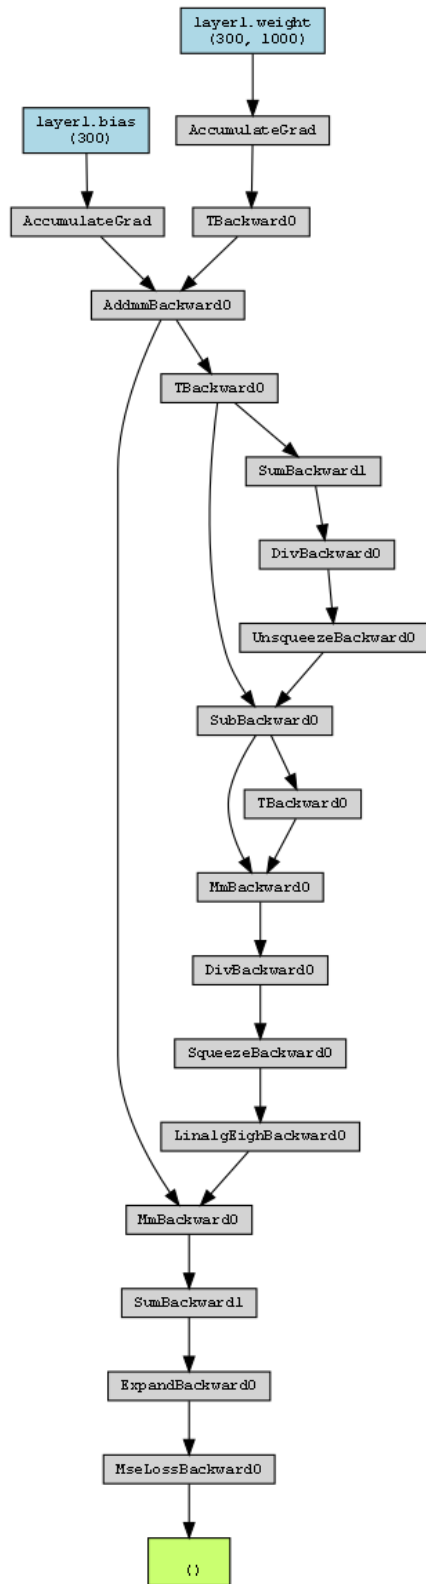 layer1.weight
(300, 1000)
layer1.bias
(300)
AccumulateGrad
AccumulateGrad
TBackward0
AddmmBackward0
TBackward0
SumBackward1
DivBackward0
UnsqueezeBackward0
SubBackward0
TBackward0
MmBackward0
DivBackward0
SqueezeBackward0
LinalgEighBackward0
MmBackward0
SumBackward1
ExpandBackward0
MseLossBackward0
()